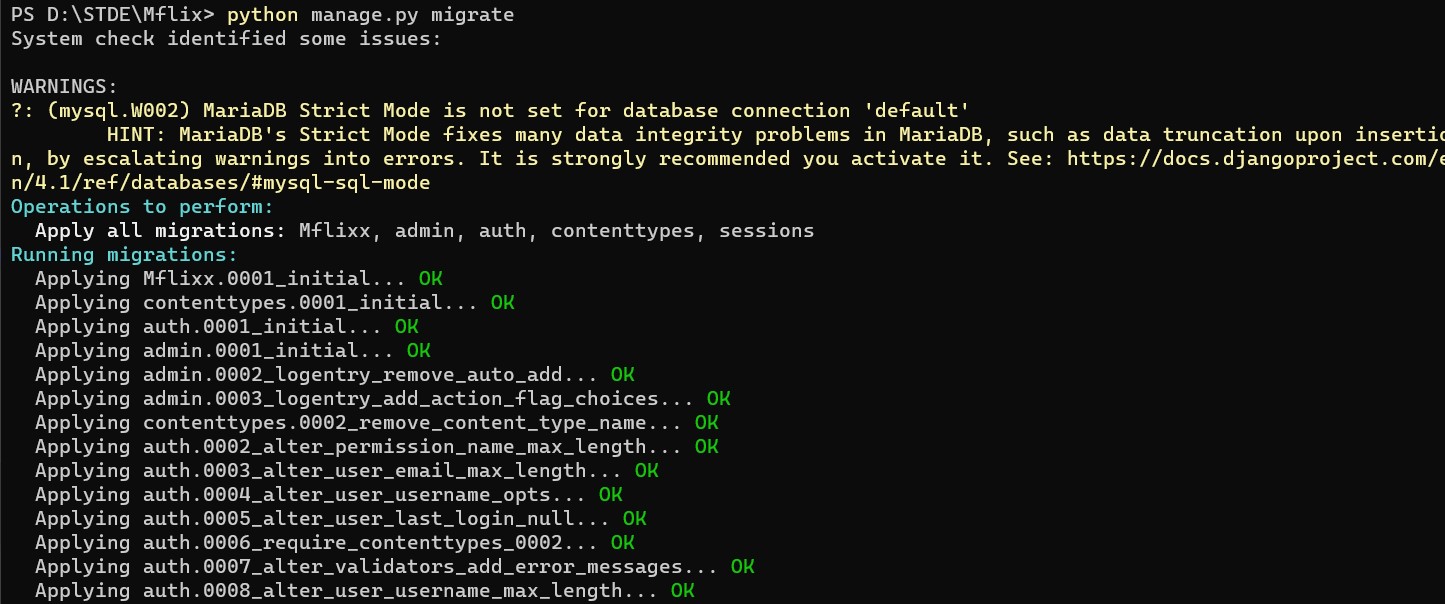 PS D:\STDE\Mflix> python manage.py migrate
System check identified some issues:

WARNINGS:
?: (mysql.W002) MariaDB Strict Mode is not set for database connection 'default'
        HINT: MariaDB's Strict Mode fixes many data integrity problems in MariaDB, such as data truncation upon insertio
n, by escalating warnings into errors. It is strongly recommended you activate it. See: https://docs.djangoproject.com/e
n/4.1/ref/databases/#mysql-sql-mode
Operations to perform:
  Apply all migrations: Mflixx, admin, auth, contenttypes, sessions
Running migrations:
  Applying Mflixx.0001_initial... OK
  Applying contenttypes.0001_initial... OK
  Applying auth.0001_initial... OK
  Applying admin.0001_initial... OK
  Applying admin.0002_logentry_remove_auto_add... OK
  Applying admin.0003_logentry_add_action_flag_choices... OK
  Applying contenttypes.0002_remove_content_type_name... OK
  Applying auth.0002_alter_permission_name_max_length... OK
  Applying auth.0003_alter_user_email_max_length... OK
  Applying auth.0004_alter_user_username_opts... OK
  Applying auth.0005_alter_user_last_login_null... OK
  Applying auth.0006_require_contenttypes_0002... OK
  Applying auth.0007_alter_validators_add_error_messages... OK
  Applying auth.0008_alter_user_username_max_length... OK